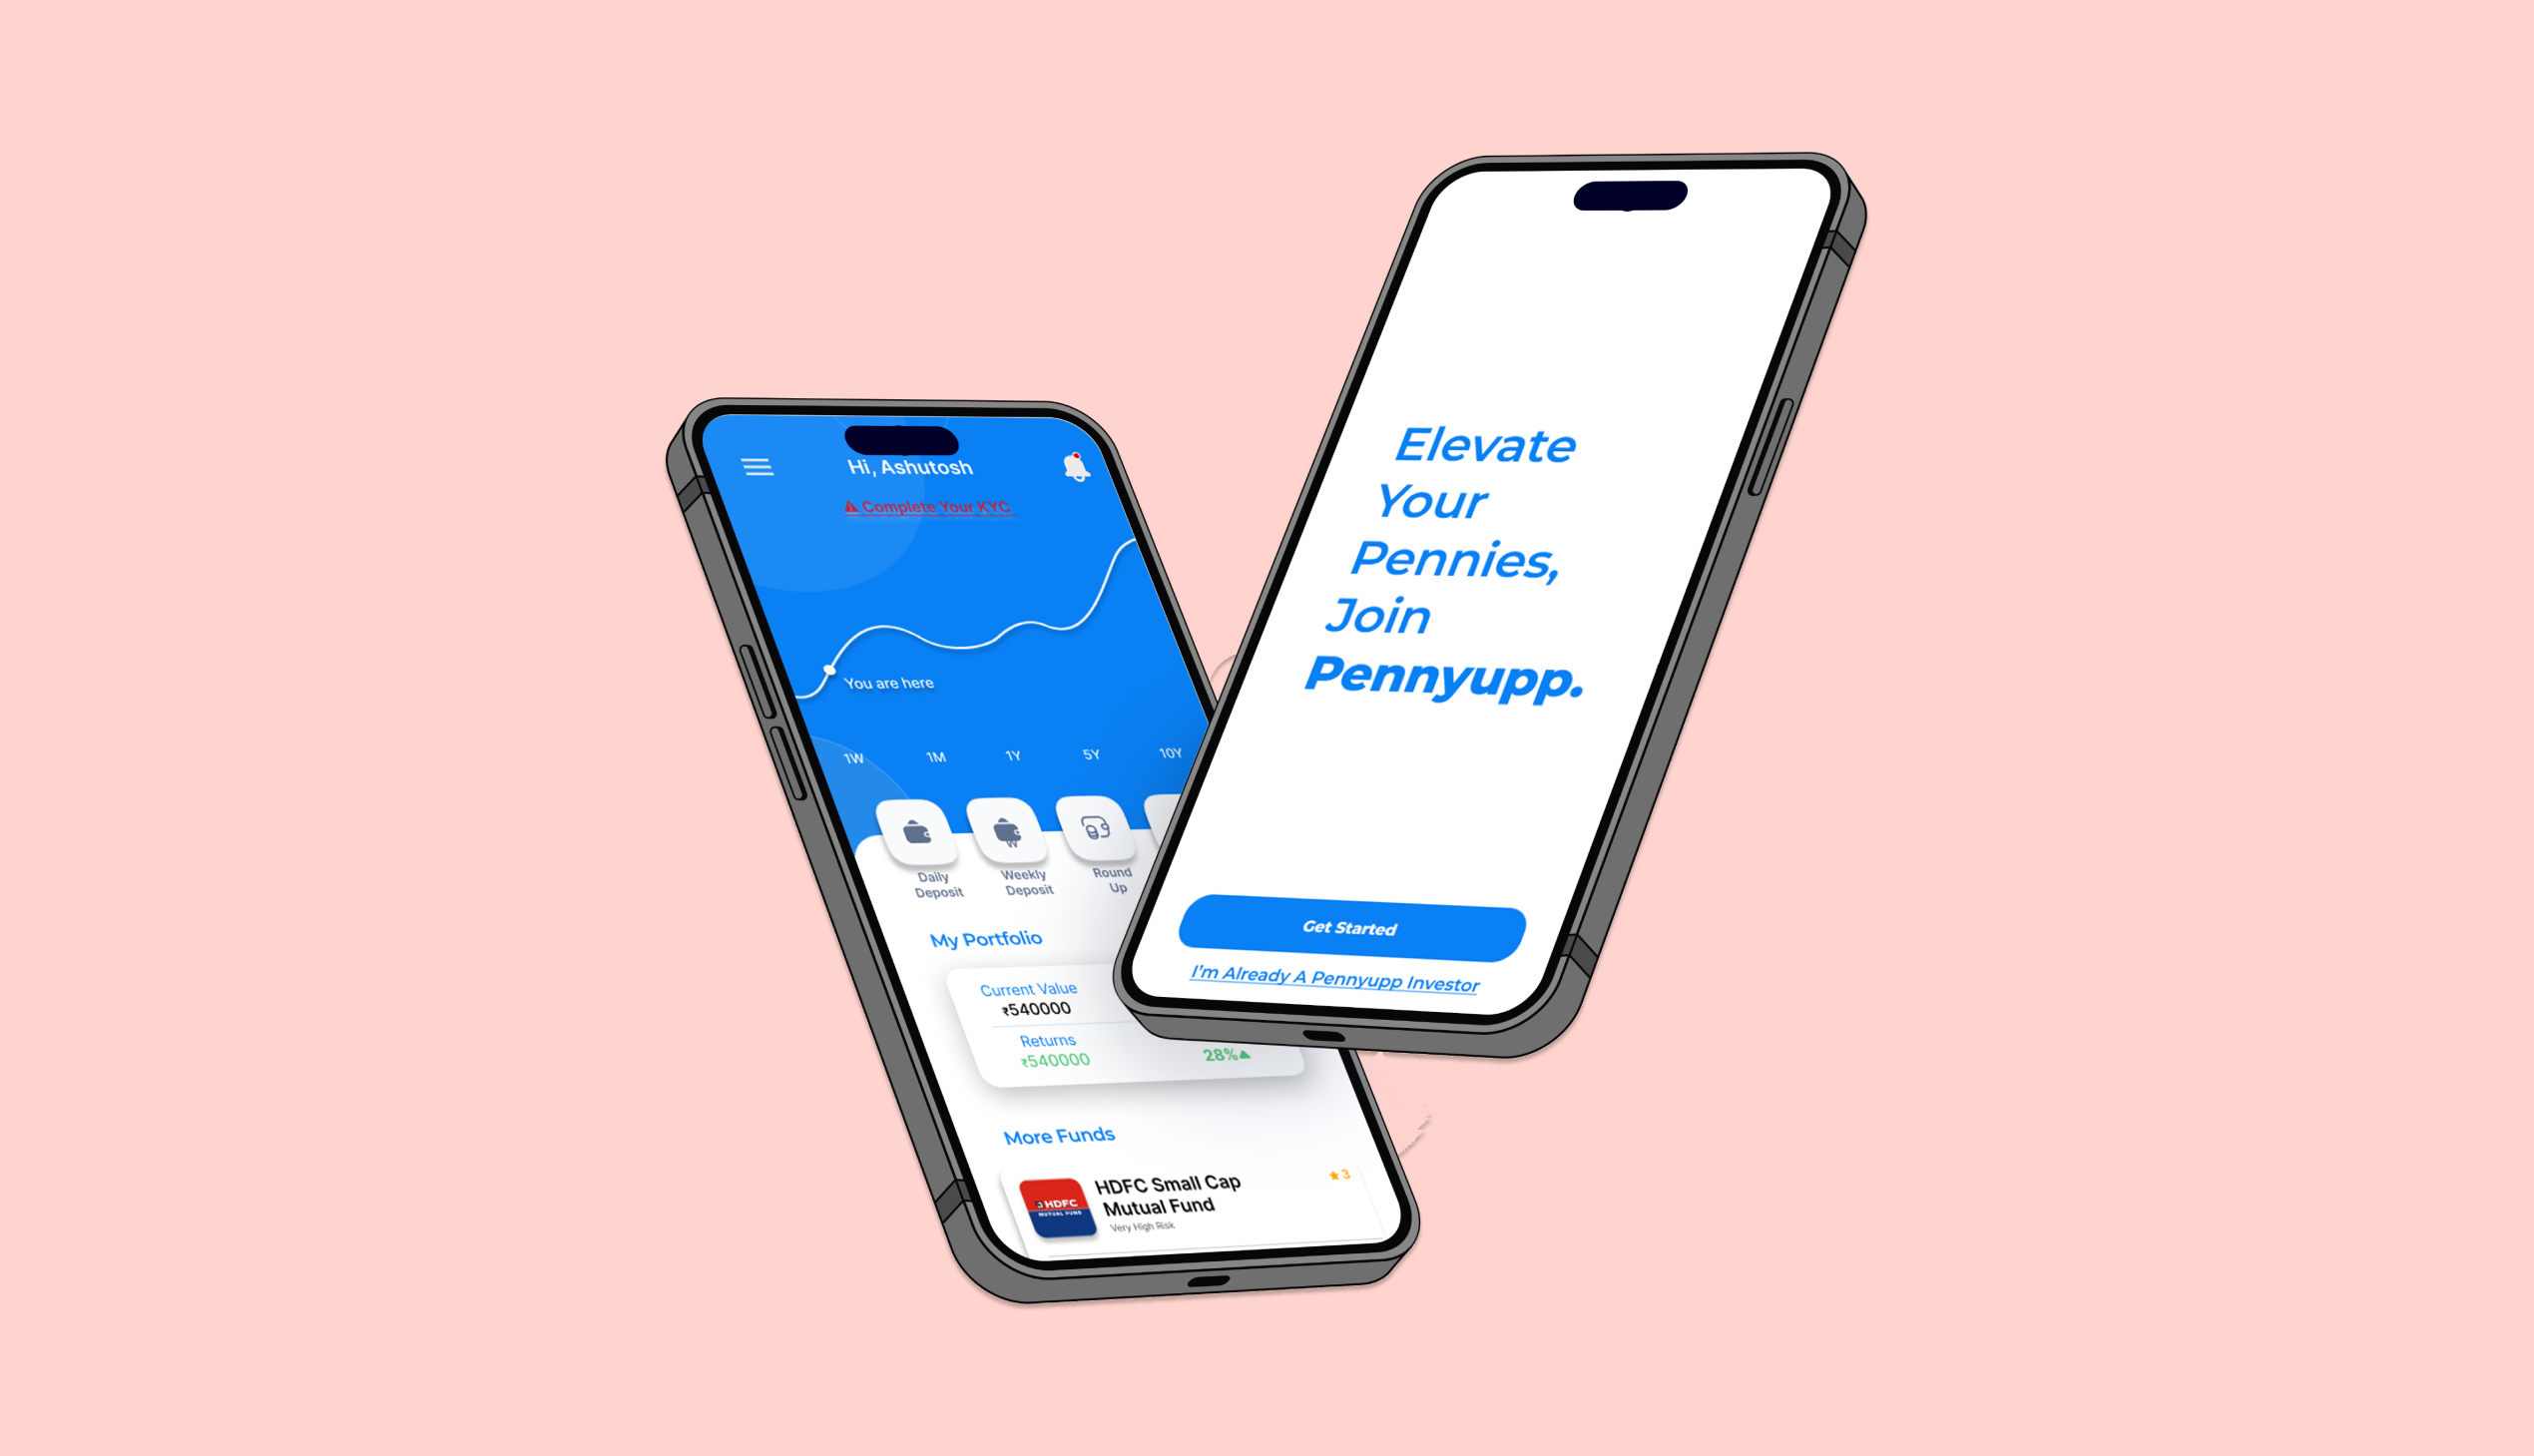 Hi, Ashutosh
Complete Your KYC
You are here
1W 1M 1Y 5Y 10Y
Daily
Deposit
Weekly
Deposit
Round
Up
W
My Portfolio
Current Value
₹540000
Returns
₹540000
28%
More Funds
HDFC
MUTUAL FUND
HDFC Small Cap
Mutual Fund
Very High Risk
3
Elevate
Your
Pennies,
Join
Pennyupp.
Get Started
I'm Already A Pennyupp Investor